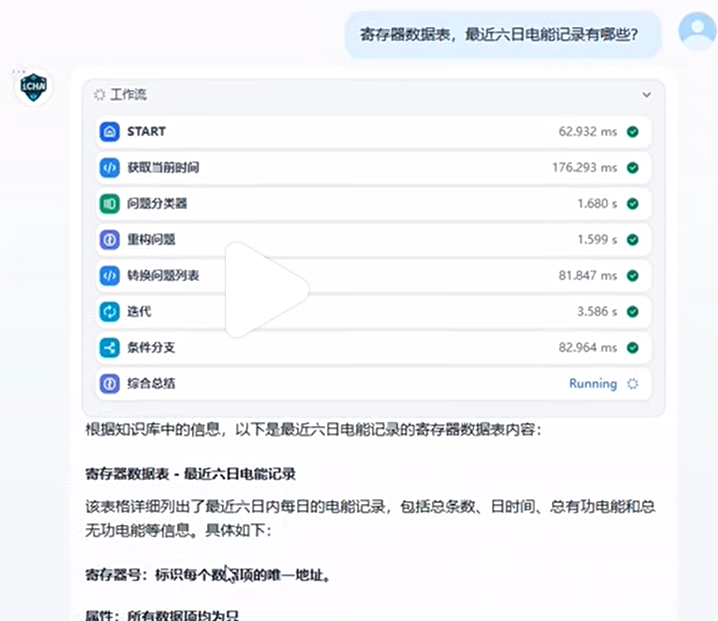 寄存器数据表，最近六日电能记录有哪些？
iCHAI
工作流
START 62.932 ms
获取当前时间 176.293 ms
问题分类器 1.680 s
重构问题 1.599 s
转换问题列表 81.847 ms
迭代 3.586 s
条件分支 82.964 ms
综合总结 Running
根据知识库中的信息，以下是最近六日电能记录的寄存器数据表内容：
寄存器数据表 - 最近六日电能记录
该表格详细列出了最近六日内每日的电能记录，包括总条数、日时间、总有功电能和总
无功电能等信息。具体如下：
寄存器号：标识每个数据项的唯一地址。
属性：所有数据项均为只